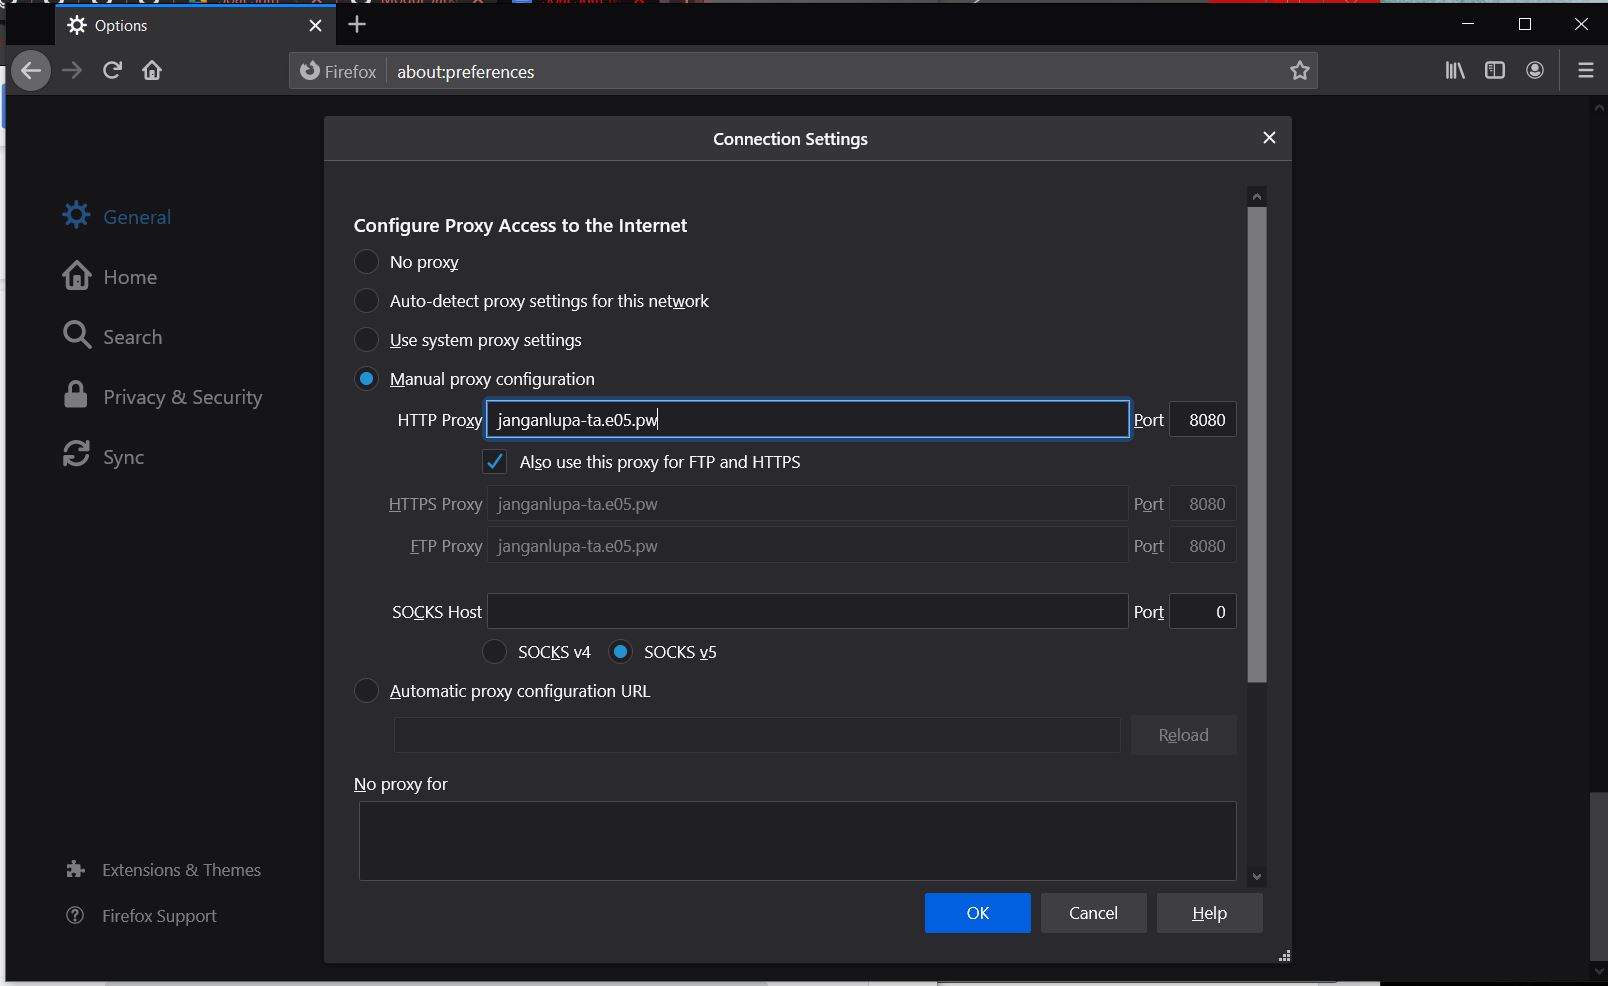 Options
Firefox about:preferences
Connection Settings
General
Home
Search
Privacy & Security
Sync
Extensions & Themes
Firefox Support
Configure Proxy Access to the Internet
No proxy
Auto-detect proxy settings for this network
Use system proxy settings
Manual proxy configuration
HTTP Proxy janganlupa-ta.e05.pw Port 8080
Also use this proxy for FTP and HTTPS
HTTPS Proxy janganlupa-ta.e05.pw Port 8080
FTP Proxy janganlupa-ta.e05.pw Port 8080
SOCKS Host Port 0
SOCKS v4 SOCKS v5
Automatic proxy configuration URL
Reload
No proxy for
OK Cancel Help